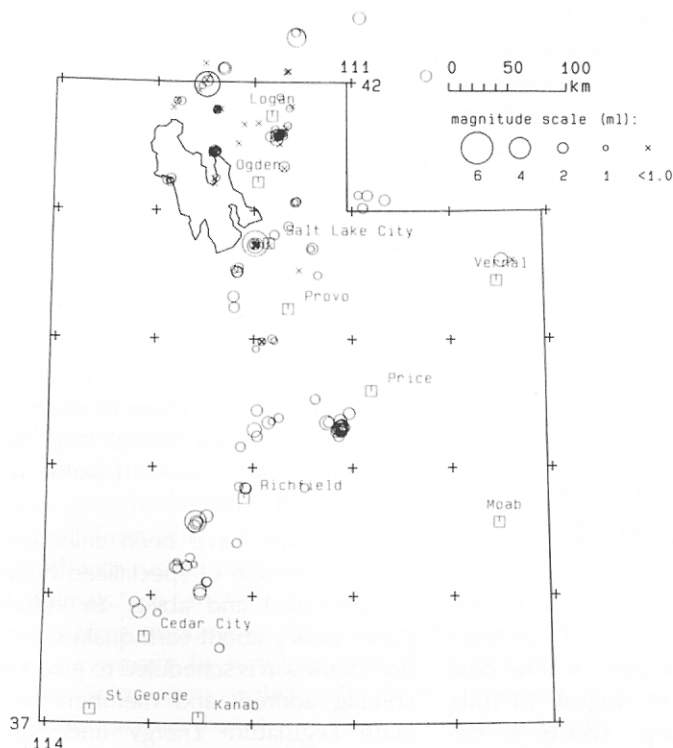 111
42
0 50 100
km
magnitude scale (ml):
6 4 2 1 <1.0
Logan
Ogden
Salt Lake City
Vernal
Provo
Price
Richfield
Moab
Cedar City
St George
Kanab
37
114